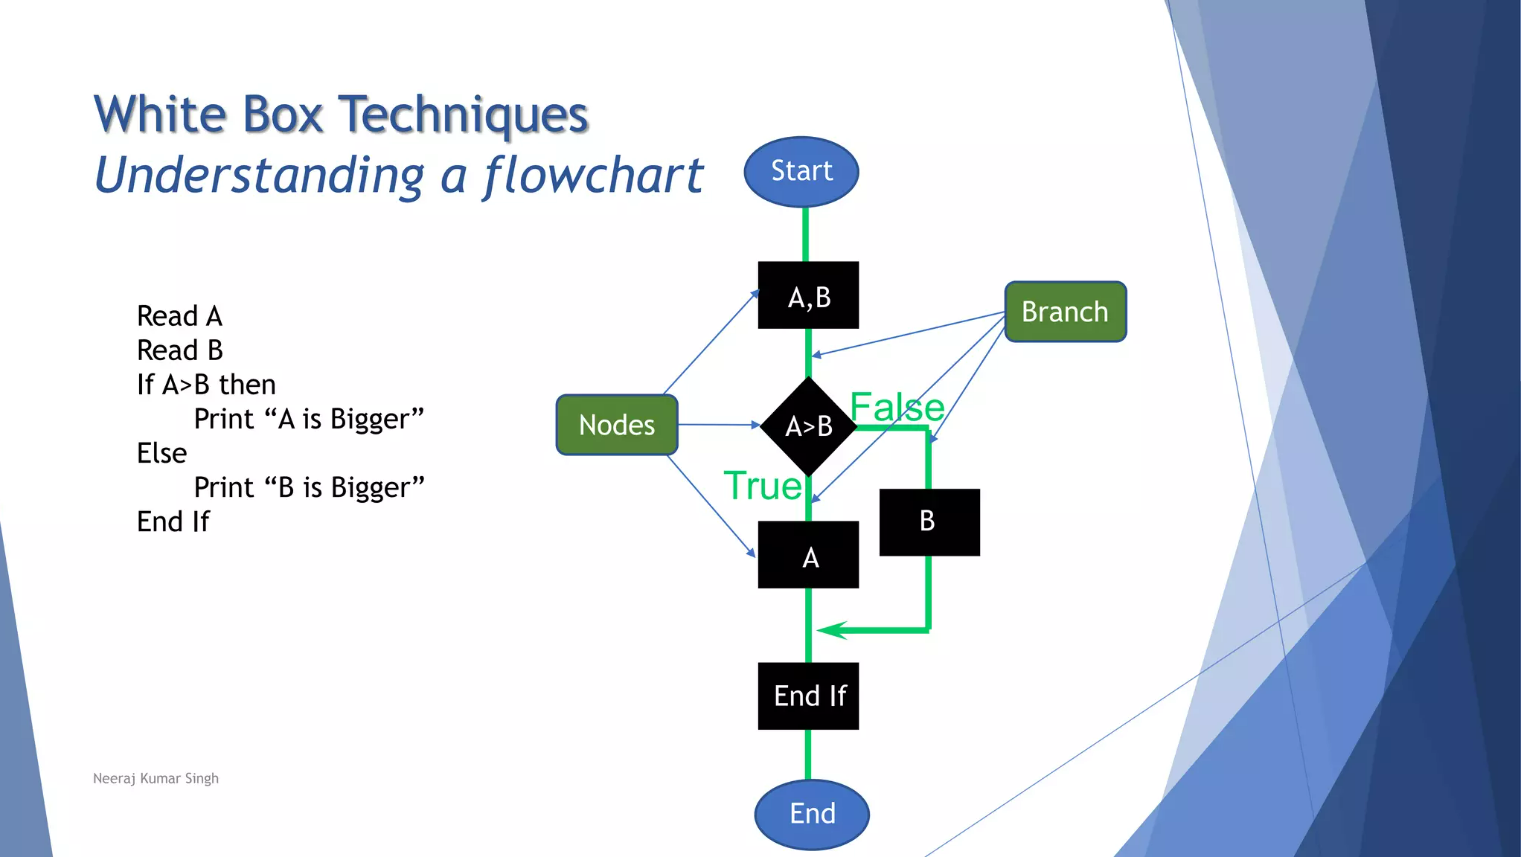 White Box Techniques
Understanding a flowchart
Read A
Read B
If A>B then
Print “A is Bigger”
Else
Print “B is Bigger”
End If
Start
A,B
Branch
Nodes
A>B
False
True
B
A
End If
End
Neeraj Kumar Singh